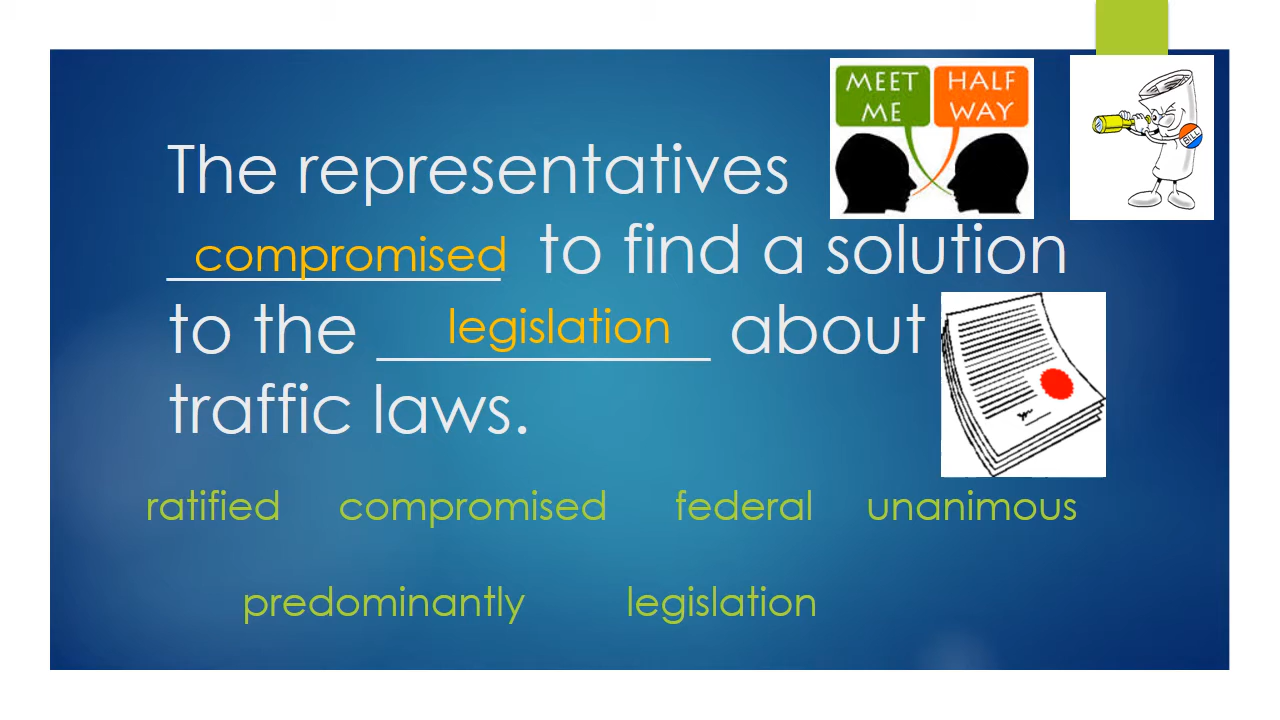 MEET HALF
ME WAY
BILL
The representatives
compromised to find a solution
to the legislation about
traffic laws.
ratified compromised federal unanimous
predominantly legislation